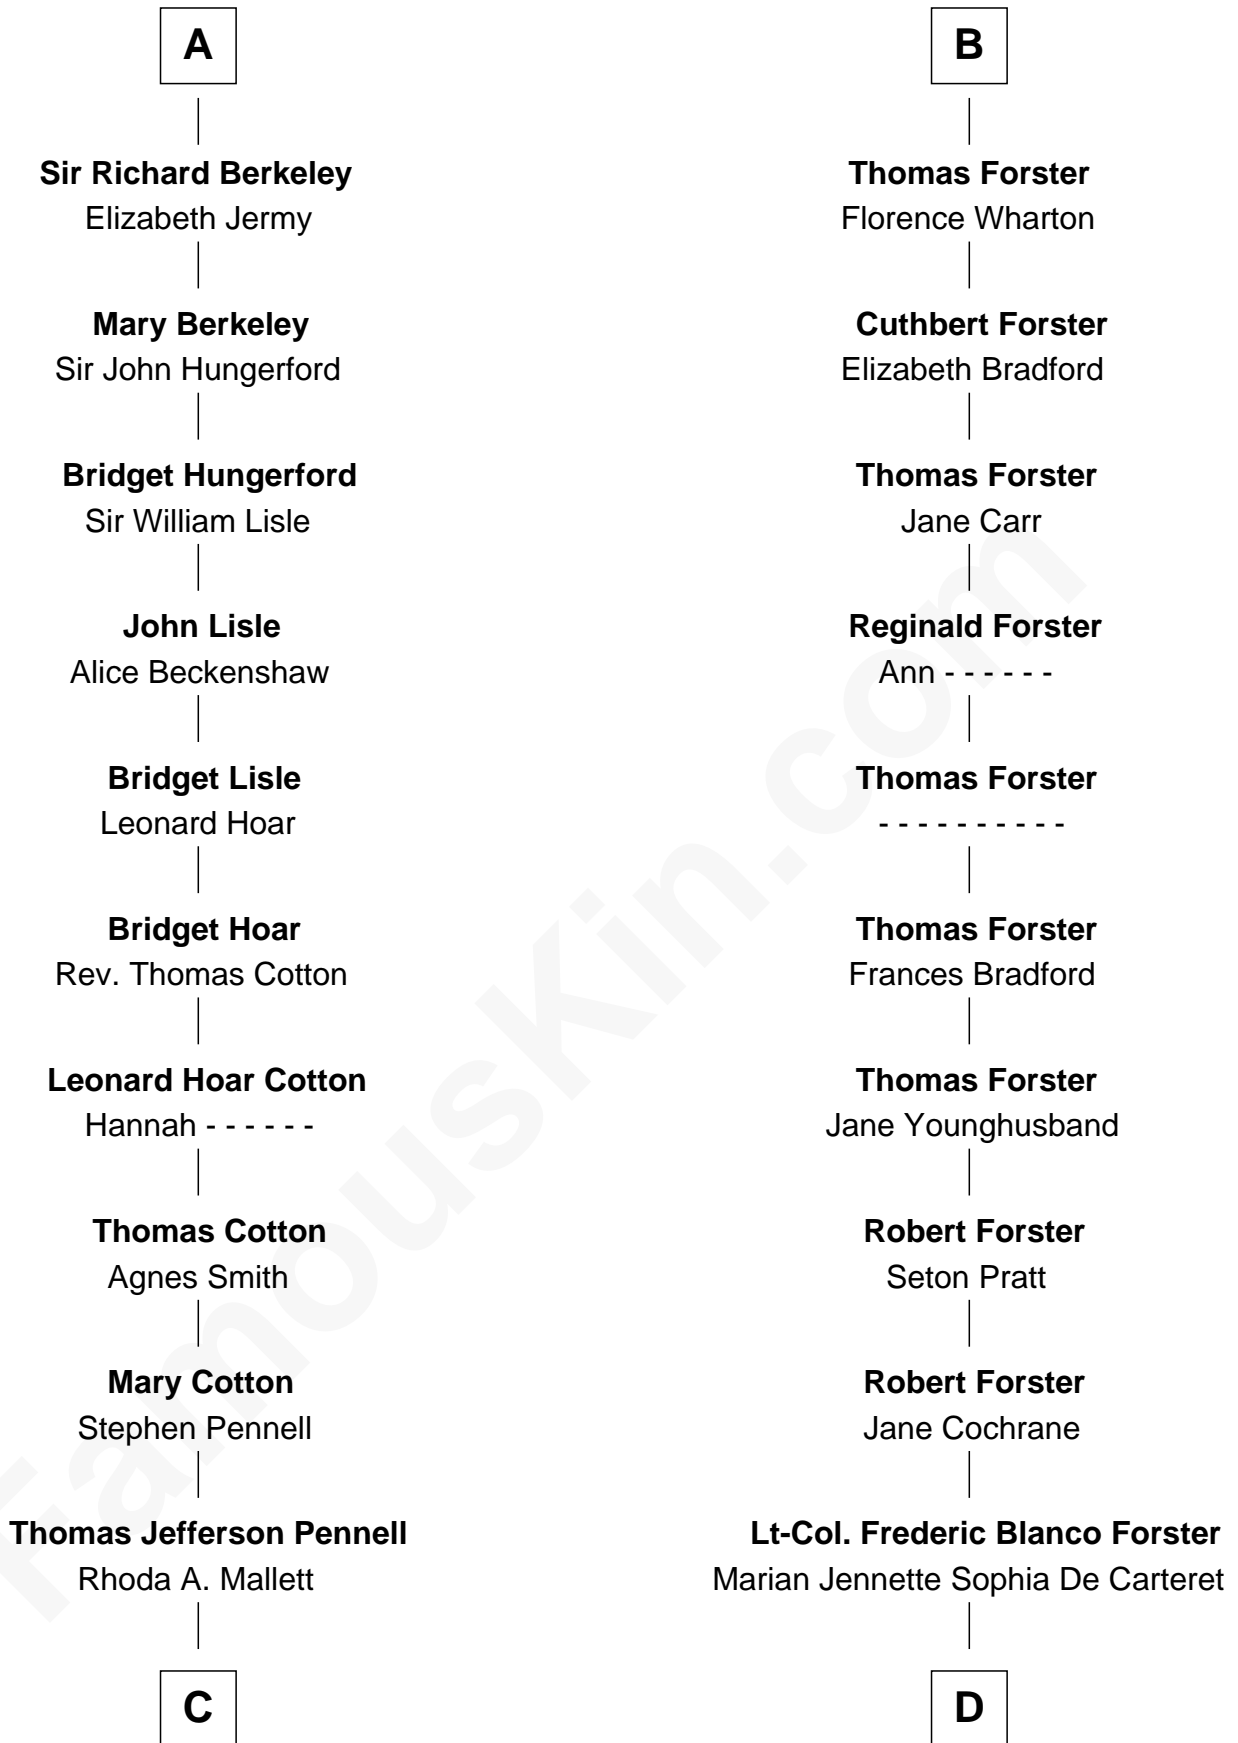 A
Sir Richard Berkeley
Elizabeth Jermy
Mary Berkeley
Sir John Hungerford
Bridget Hungerford
Sir William Lisle
John Lisle
Alice Beckenshaw
Bridget Lisle
Leonard Hoar
Bridget Hoar
Rev. Thomas Cotton
Leonard Hoar Cotton
Hannah - - - - - -
Thomas Cotton
Agnes Smith
Mary Cotton
Stephen Pennell
Thomas Jefferson Pennell
Rhoda A. Mallett
C
B
Thomas Forster
Florence Wharton
Cuthbert Forster
Elizabeth Bradford
Thomas Forster
Jane Carr
Reginald Forster
Ann - - - - - -
Thomas Forster
- - - - - - - - - -
Thomas Forster
Frances Bradford
Thomas Forster
Jane Younghusband
Robert Forster
Seton Pratt
Robert Forster
Jane Cochrane
Lt-Col. Frederic Blanco Forster
Marian Jennette Sophia De Carteret
D
FamousKin.com